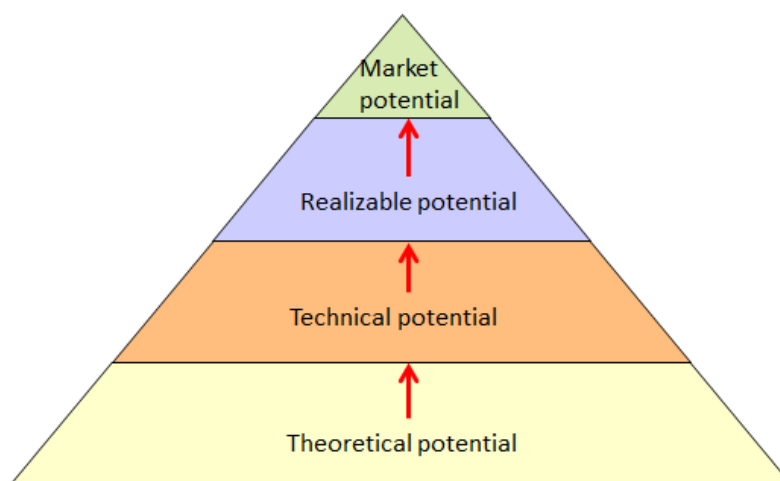 Market
potential
Realizable potential
Technical potential
Theoretical potential